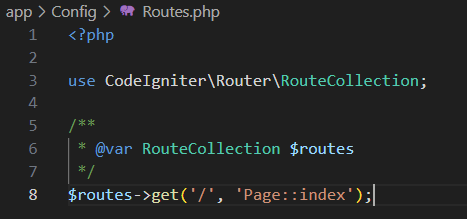 app > Config > Routes.php
1 <?php
2
3 use CodeIgniter\Router\RouteCollection;
4
5 /**
6  * @var RouteCollection $routes
7  */
8 $routes->get('/', 'Page::index');